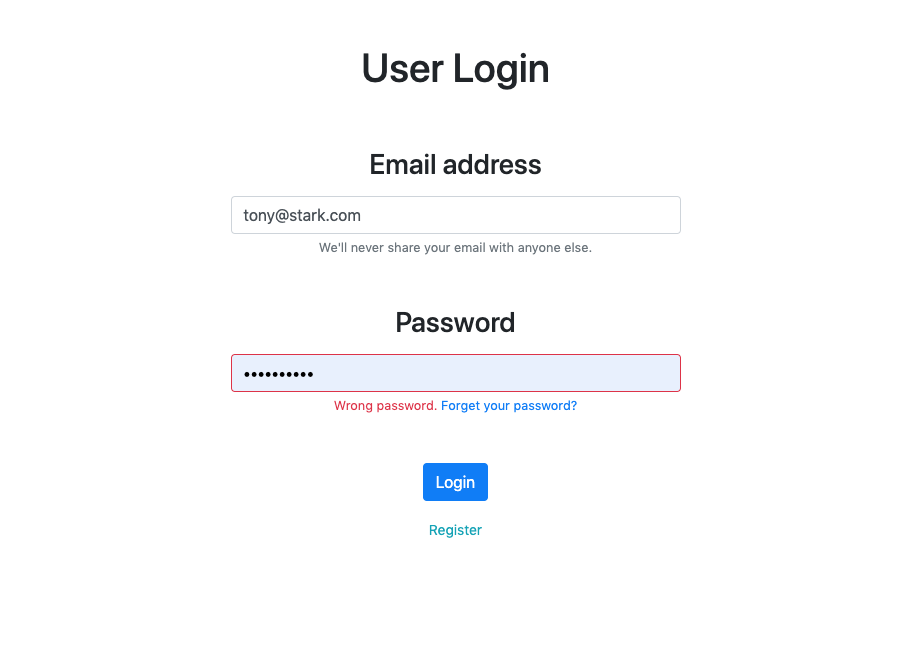 User Login
Email address
tony@stark.com
We'll never share your email with anyone else.
Password
••••••••••
Wrong password. Forget your password?
Login
Register